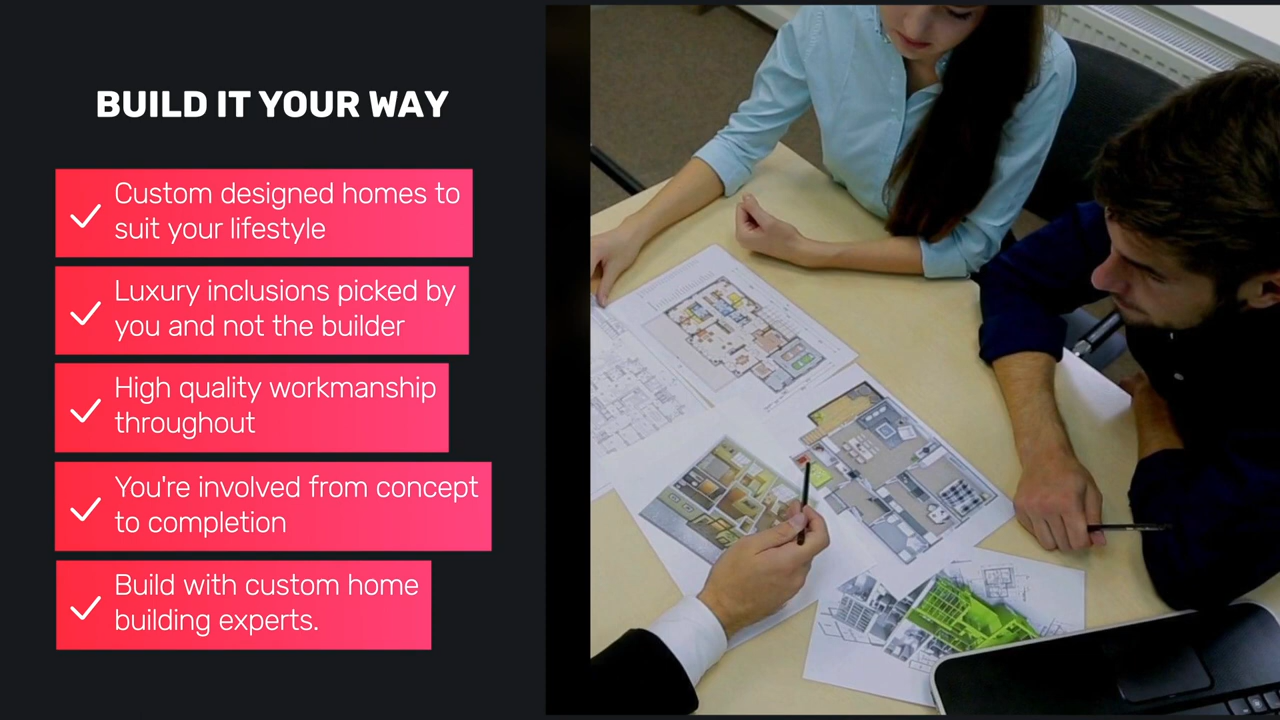 BUILD IT YOUR WAY
Custom designed homes to
suit your lifestyle
Luxury inclusions picked by
you and not the builder
High quality workmanship
throughout
You're involved from concept
to completion
Build with custom home
building experts.